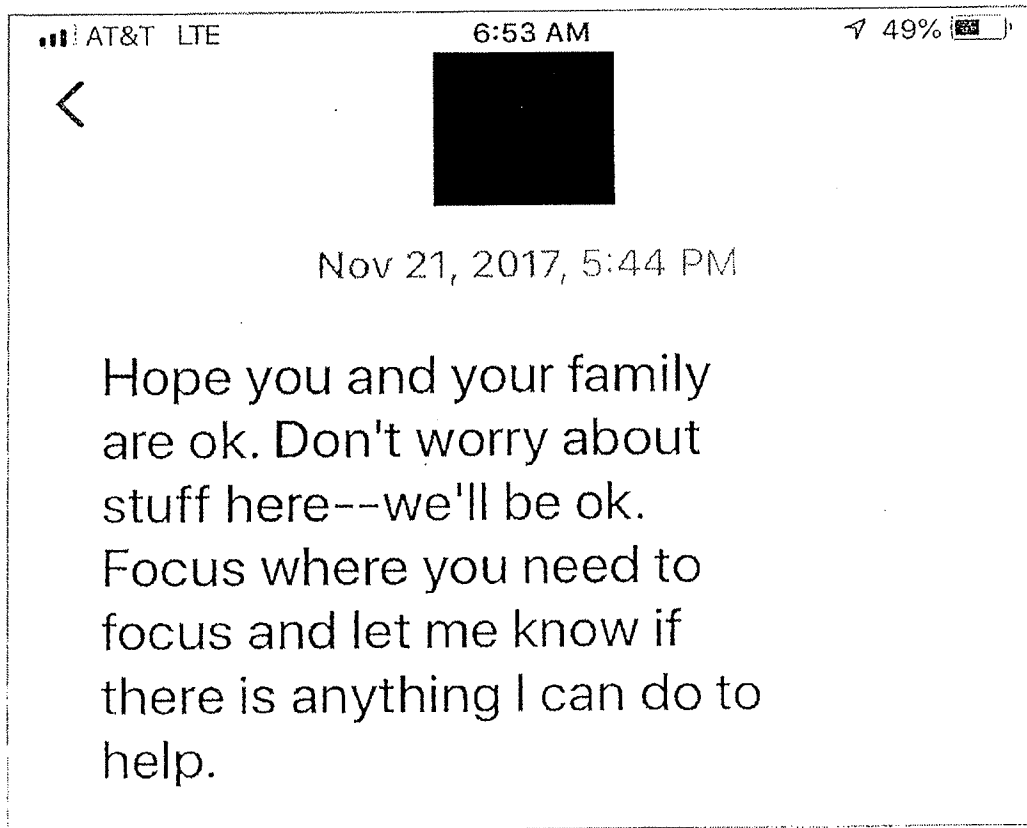 AT&T LTE 6:53 AM 49%
Nov 21, 2017, 5:44 PM
Hope you and your family
are ok. Don't worry about
stuff here--we'll be ok.
Focus where you need to
focus and let me know if
there is anything I can do to
help.